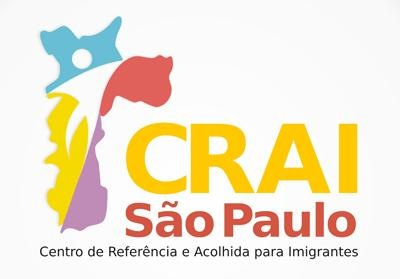 CRAI
São Paulo
Centro de Referência e Acolhida para Imigrantes